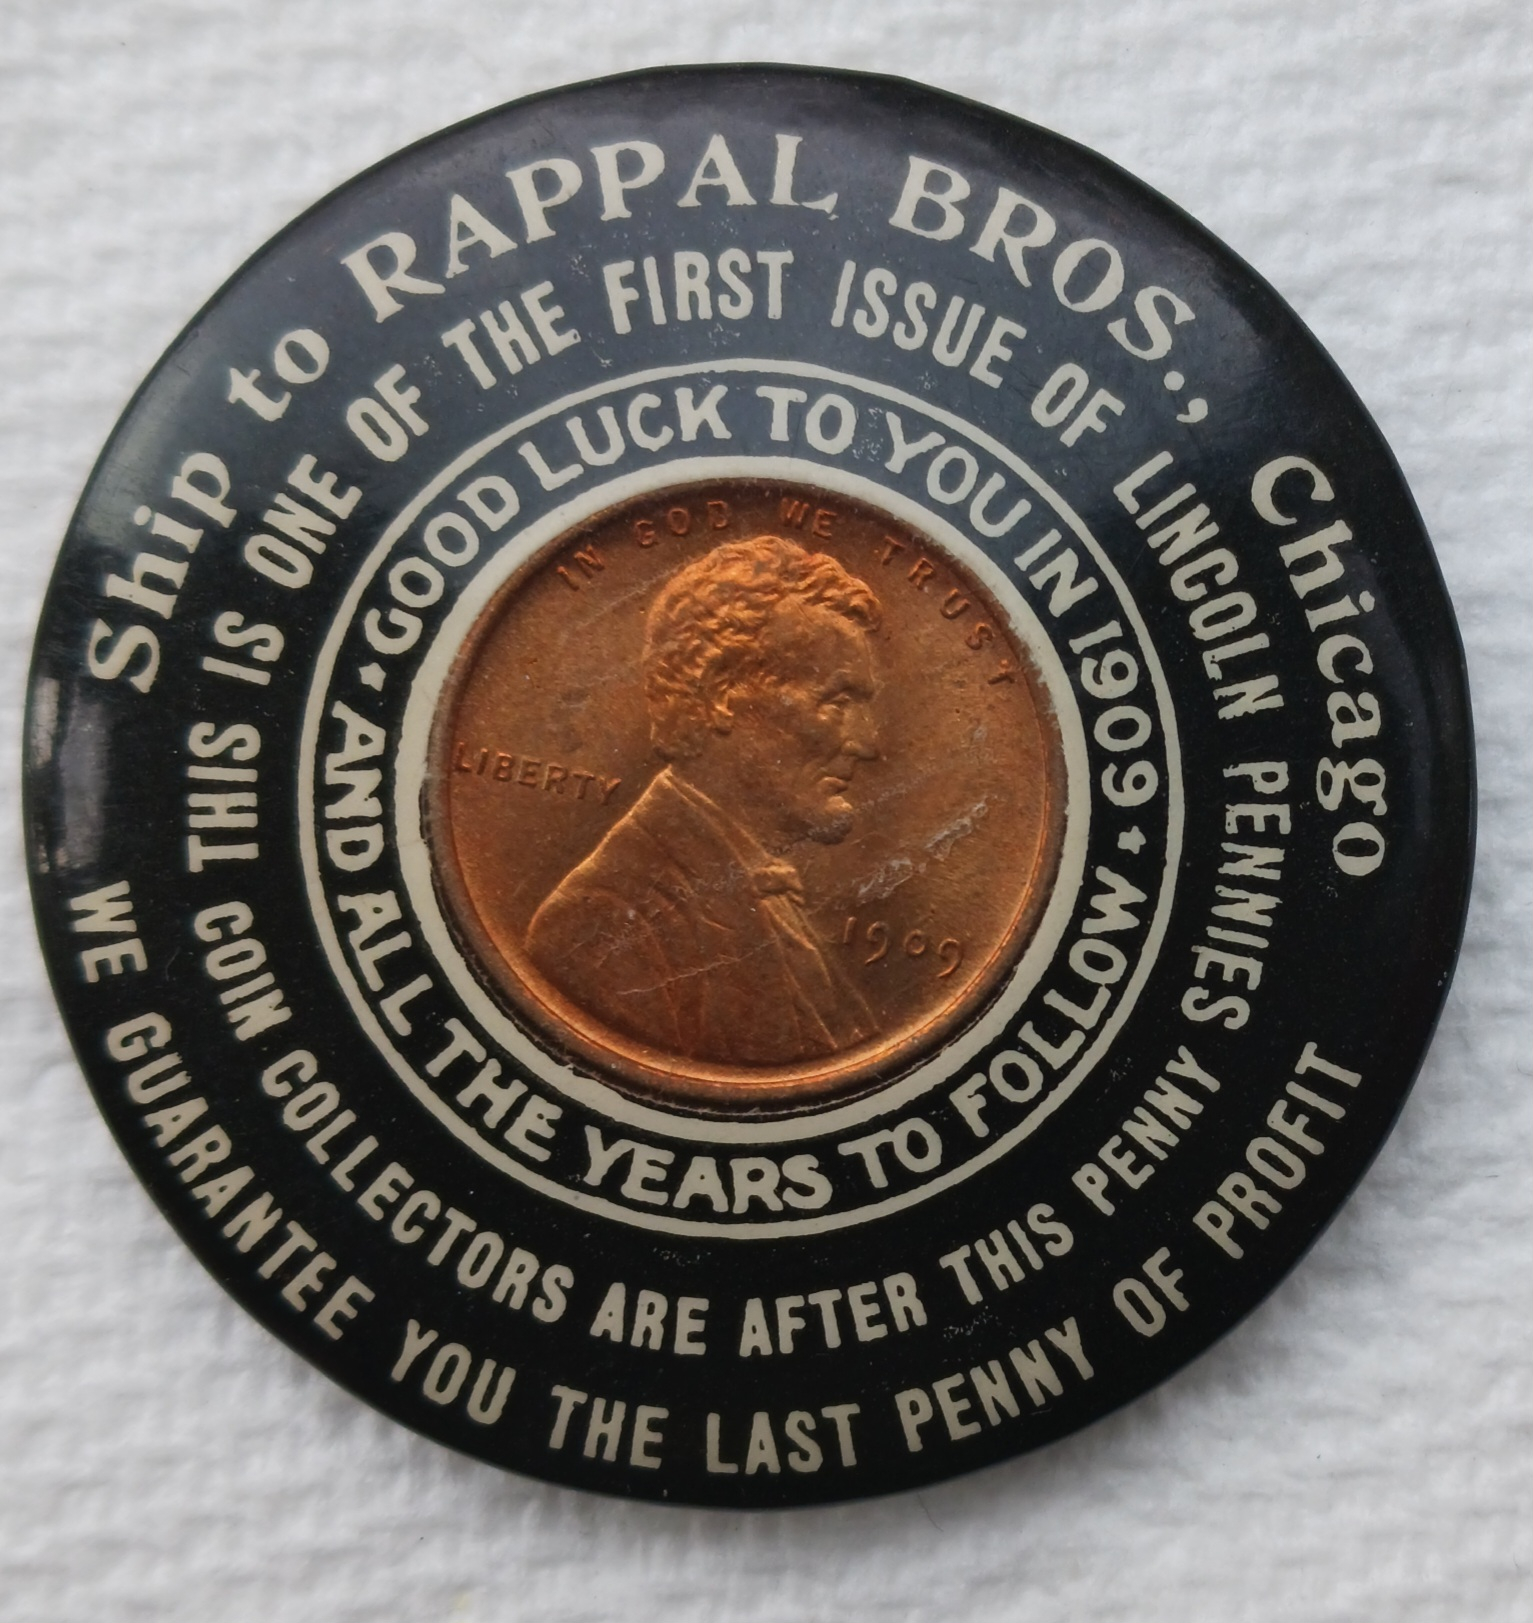 Ship to RAPPAL BROS., Chicago
WE GUARANTEE YOU THE LAST PENNY OF PROFIT
THIS IS ONE OF THE FIRST ISSUE OF LINCOLN PENNIES
COIN COLLECTORS ARE AFTER THIS PENNY
GOOD LUCK TO YOU IN 1909
AND ALL THE YEARS TO FOLLOW
IN GOD WE TRUST
LIBERTY
1909